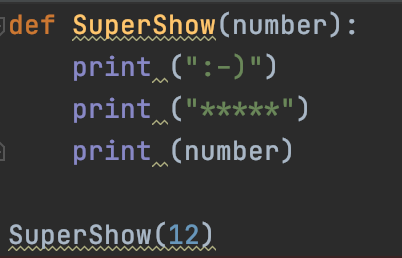 def SuperShow(number):
    print (":-)")
    print ("*****")
    print (number)

SuperShow(12)